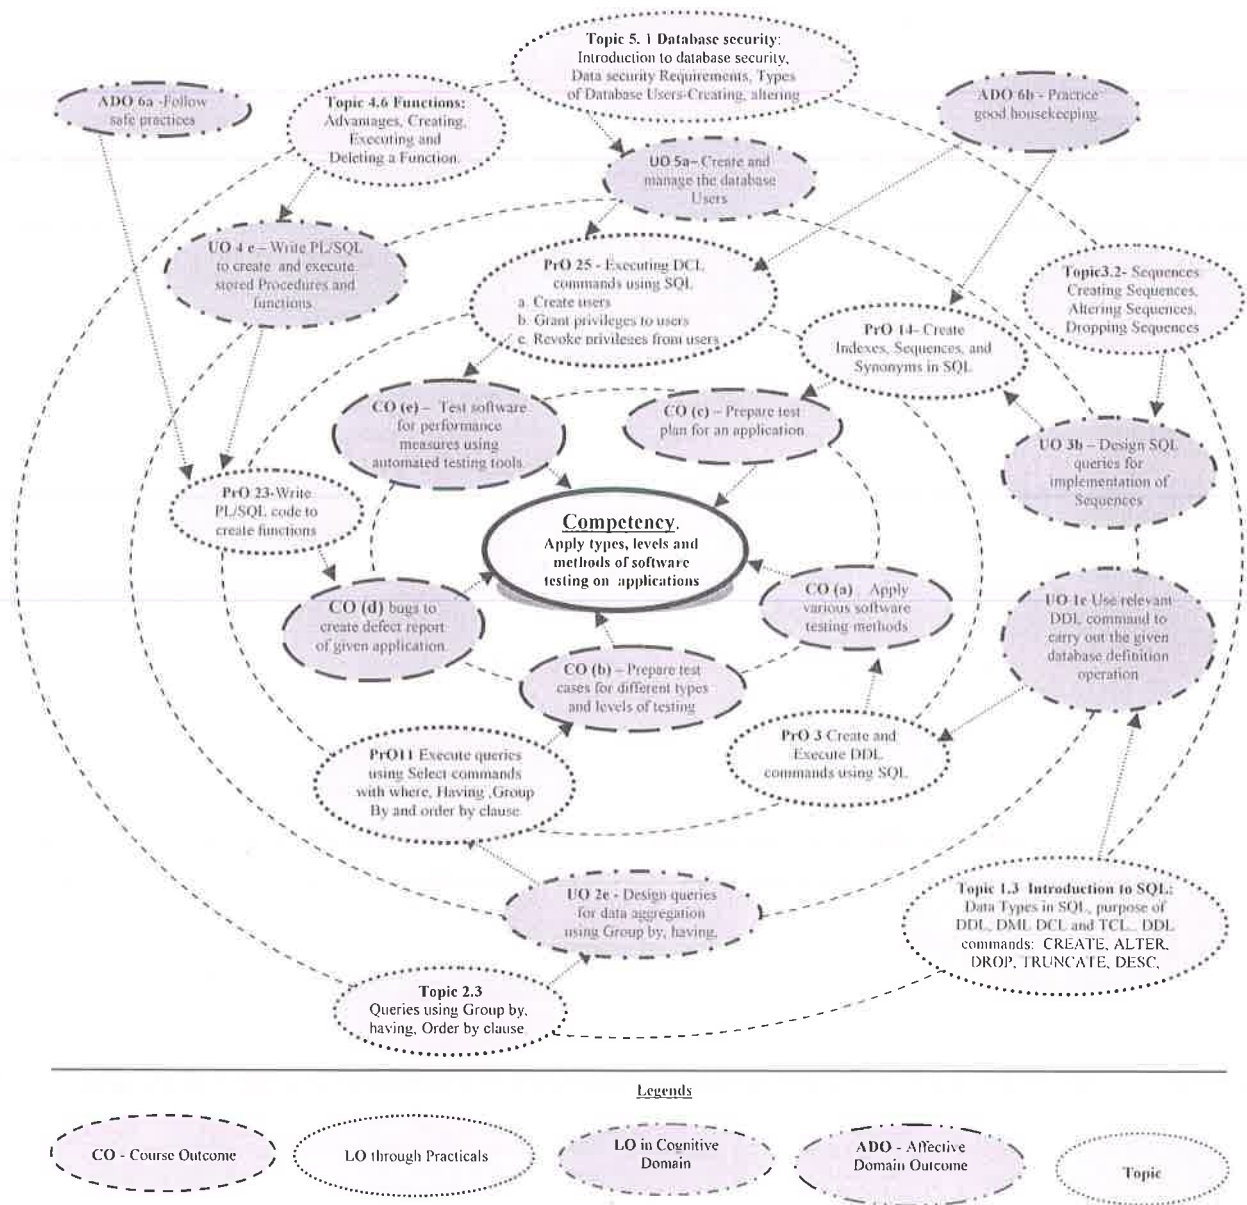 Topic 5. 1 Database security:
Introduction to database security,
Data security Requirements, Types
of Database Users-Creating, altering
ADO 6a -Follow
safe practices
Topic 4.6 Functions:
Advantages, Creating,
Executing and
Deleting a Function.
ADO 6b - Practice
good housekeeping.
UO 5a– Create and
manage the database
Users
UO 4 e – Write PL/SQL
to create and execute
stored Procedures and
functions
PrO 25 - Executing DCL
commands using SQL
a. Create users
b. Grant privileges to users
c. Revoke privileges from users
Topic3.2- Sequences
Creating Sequences,
Altering Sequences,
Dropping Sequences
PrO 14– Create
Indexes, Sequences, and
Synonyms in SQL
CO (e) – Test software
for performance
measures using
automated testing tools
CO (c) – Prepare test
plan for an application
UO 3b – Design SQL
queries for
implementation of
Sequences
PrO 23-Write
PL/SQL code to
create functions
Competency.
Apply types, levels and
methods of software
testing on applications
CO (d) bugs to
create defect report
of given application.
CO (a) Apply
various software
testing methods
UO 1e Use relevant
DDL command to
carry out the given
database definition
operation
CO (b) – Prepare test
cases for different types
and levels of testing
PrO11 Execute queries
using Select commands
with where, Having ,Group
By and order by clause
PrO 3 Create and
Execute DDL
commands using SQL
UO 2e - Design queries
for data aggregation
using Group by, having,
Topic 1.3 Introduction to SQL:
Data Types in SQL, purpose of
DDL, DML DCL and TCL. DDL
commands: CREATE, ALTER,
DROP, TRUNCATE, DESC,
Topic 2.3
Queries using Group by,
having, Order by clause
Legends
CO - Course Outcome
LO through Practicals
LO in Cognitive
Domain
ADO - Affective
Domain Outcome
Topic